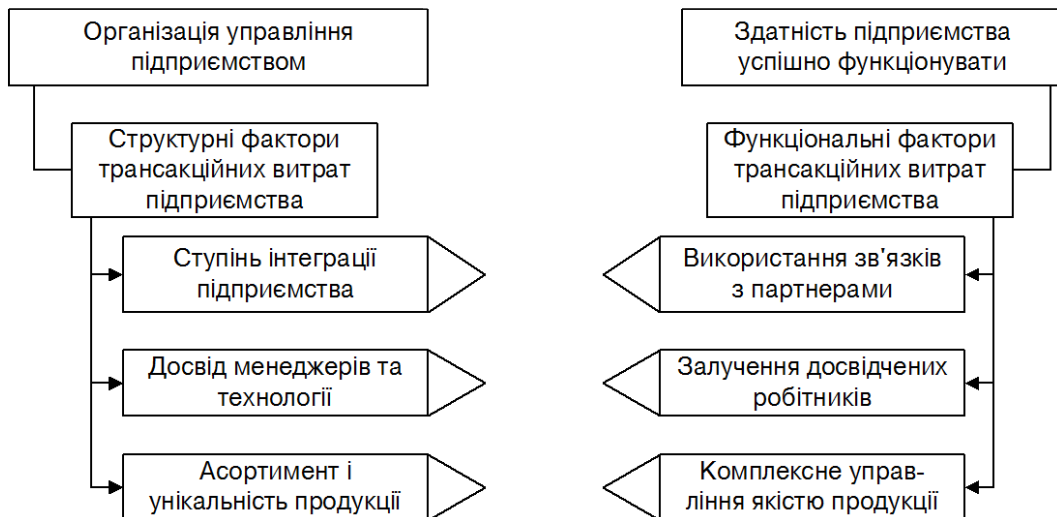 Організація управління
підприємством
Здатність підприємства
успішно функціонувати
Структурні фактори
трансакційних витрат
підприємства
Функціональні фактори
трансакційних витрат
підприємства
Ступінь інтеграції
підприємства
Використання зв'язків
з партнерами
Досвід менеджерів та
технології
Залучення досвідчених
робітників
Асортимент і
унікальність продукції
Комплексне управ-
ління якістю продукції